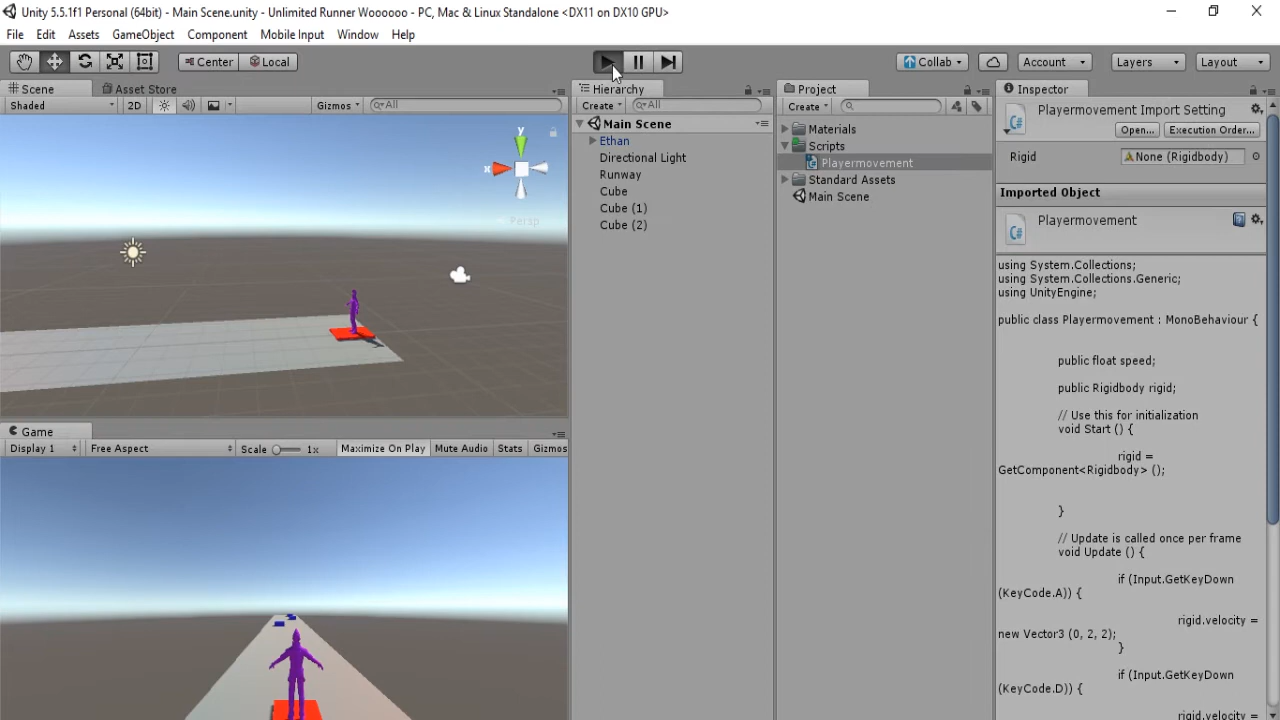 Unity 5.5.1f1 Personal (64bit) - Main Scene.unity - Unlimited Runner Woooooo - PC, Mac & Linux Standalone <DX11 on DX10 GPU>
File Edit Assets GameObject Component Mobile Input Window Help
Center Local Collab Account Layers Layout
Scene Asset Store
Shaded 2D Gizmos All
y
x
Persp
Game
Display 1 Free Aspect Scale 1x Maximize On Play Mute Audio Stats Gizmos
Hierarchy
Create All
Main Scene
Ethan
Directional Light
Runway
Cube
Cube (1)
Cube (2)
Project
Create
Materials
Scripts
C#
Playermovement
Standard Assets
Main Scene
Inspector
C#
Playermovement Import Setting
Open... Execution Order...
Rigid None (Rigidbody)
Imported Object
C#
Playermovement
using System.Collections;
using System.Collections.Generic;
using UnityEngine;
public class Playermovement : MonoBehaviour {
public float speed;
public Rigidbody rigid;
// Use this for initialization
void Start () {
rigid =
GetComponent<Rigidbody> ();
}
// Update is called once per frame
void Update () {
if (Input.GetKeyDown
(KeyCode.A)) {
rigid.velocity =
new Vector3 (0, 2, 2);
}
if (Input.GetKeyDown
(KeyCode.D)) {
rigid.velocity =